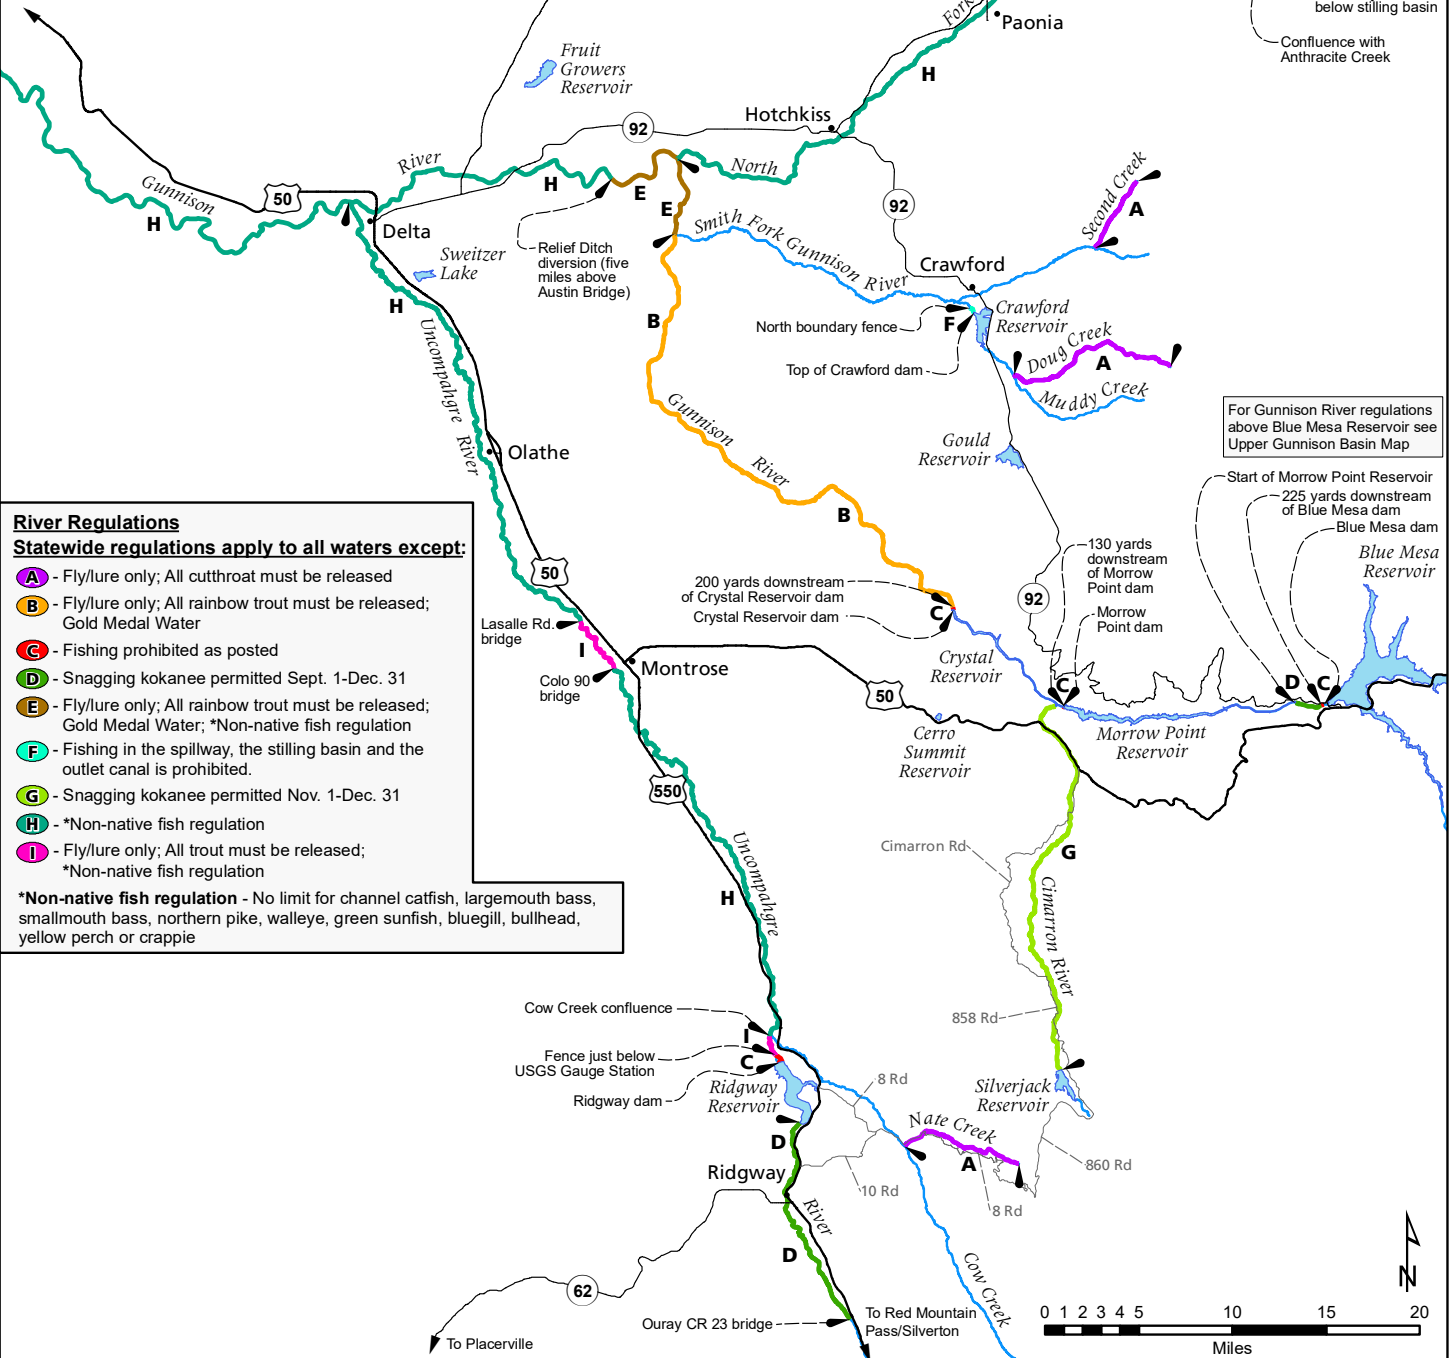 below stilling basin
Confluence with
Anthracite Creek
Fork
Paonia
Fruit
Growers
Reservoir
H
Hotchkiss
92
River
North
H
E
Gunnison
50
H
Delta
E
92
Second Creek
A
Relief Ditch
diversion (five
miles above
Austin Bridge)
Smith Fork Gunnison River
Sweitzer
Lake
H
Crawford
Crawford
Reservoir
North boundary fence
F
Top of Crawford dam
B
Doug Creek
A
Muddy Creek
Uncompahgre River
Gunnison River
For Gunnison River regulations
above Blue Mesa Reservoir see
Upper Gunnison Basin Map
Gould
Reservoir
Olathe
Start of Morrow Point Reservoir
225 yards downstream
of Blue Mesa dam
Blue Mesa dam
Blue Mesa
Reservoir
B
River Regulations
Statewide regulations apply to all waters except:
A - Fly/lure only; All cutthroat must be released
B - Fly/lure only; All rainbow trout must be released;
Gold Medal Water
C - Fishing prohibited as posted
D - Snagging kokanee permitted Sept. 1-Dec. 31
E - Fly/lure only; All rainbow trout must be released;
Gold Medal Water; *Non-native fish regulation
F - Fishing in the spillway, the stilling basin and the
outlet canal is prohibited.
G - Snagging kokanee permitted Nov. 1-Dec. 31
H - *Non-native fish regulation
I - Fly/lure only; All trout must be released;
*Non-native fish regulation
*Non-native fish regulation - No limit for channel catfish, largemouth bass,
smallmouth bass, northern pike, walleye, green sunfish, bluegill, bullhead,
yellow perch or crappie
50
130 yards
downstream
of Morrow
Point dam
200 yards downstream
of Crystal Reservoir dam
Crystal Reservoir dam
C
92
Morrow
Point dam
Lasalle Rd.
bridge
I
Colo 90
bridge
Montrose
Crystal
Reservoir
50
C
D
C
Cerro
Summit
Reservoir
Morrow Point
Reservoir
550
Cimarron Rd
G
Uncompahgre
H
Cimarron River
Cow Creek confluence
858 Rd
I
Fence just below
USGS Gauge Station
C
Ridgway dam
Ridgway
Reservoir
8 Rd
Silverjack
Reservoir
Nate Creek
D
A
860 Rd
Ridgway
10 Rd
8 Rd
River
D
Cow Creek
62
N
Ouray CR 23 bridge
To Red Mountain
Pass/Silverton
To Placerville
0 1 2 3 4 5 10 15 20
Miles